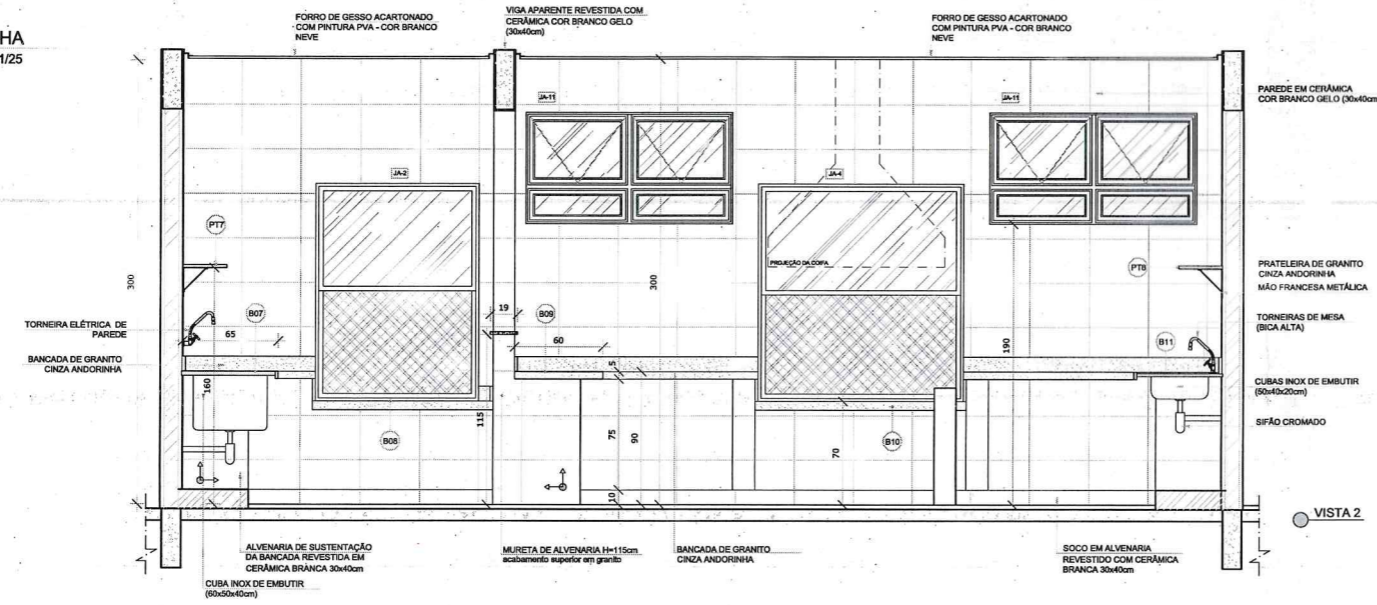 HA
1/25
FORRO DE GESSO ACARTONADO
COM PINTURA PVA - COR BRANCO
NEVE
VIGA APARENTE REVESTIDA COM
CERÂMICA COR BRANCO GELO
(30x40cm)
FORRO DE GESSO ACARTONADO
COM PINTURA PVA - COR BRANCO
NEVE
PAREDE EM CERÂMICA
COR BRANCO GELO (30x40cm
JA-11
JA-11
JA-2
JA-4
PT7
PROJEÇÃO DA COIFA
PT8
PRATELEIRA DE GRANITO
CINZA ANDORINHA
MÃO FRANCESA METÁLICA
300
300
TORNEIRA ELÉTRICA DE
PAREDE
B07
65
19
B09
60
190
B11
TORNEIRAS DE MESA
(BICA ALTA)
BANCADA DE GRANITO
CINZA ANDORINHA
160
5
CUBAS INOX DE EMBUTIR
(50x40x20cm)
115
SIFÃO CROMADO
B08
75
90
70
B10
10
VISTA 2
ALVENARIA DE SUSTENTAÇÃO
DA BANCADA REVESTIDA EM
CERÂMICA BRANCA 30x40cm
MURETA DE ALVENARIA H=115cm
acabamento superior em granito
BANCADA DE GRANITO
CINZA ANDORINHA
SOCO EM ALVENARIA
REVESTIDO COM CERÂMICA
BRANCA 30x40cm
CUBA INOX DE EMBUTIR
(60x50x40cm)